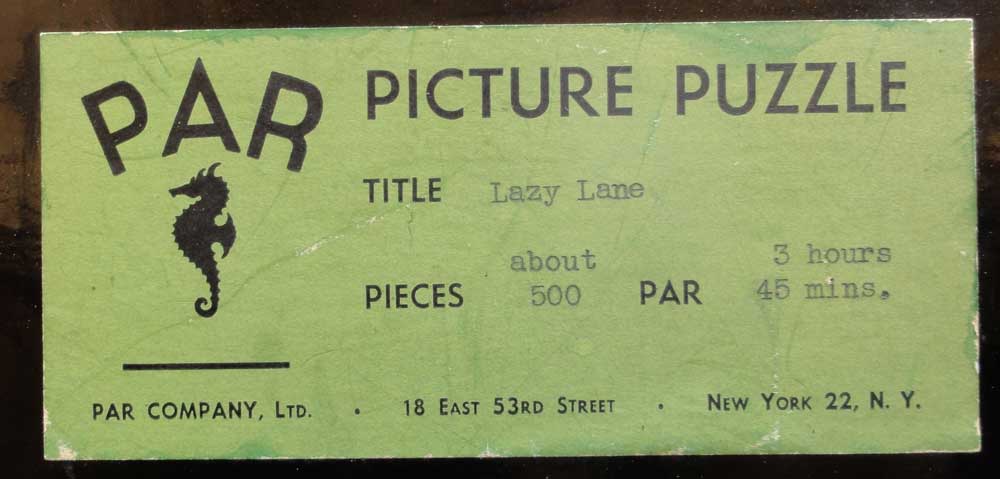 PAR PICTURE PUZZLE
TITLE Lazy Lane
about 3 hours
PIECES 500 PAR 45 mins.
PAR COMPANY, LTD. • 18 EAST 53RD STREET • NEW YORK 22, N. Y.